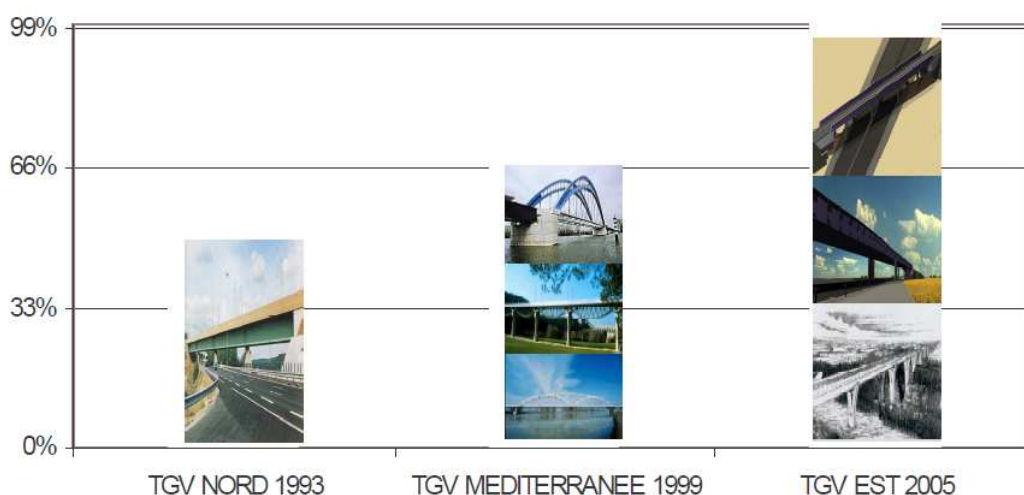 99%
66%
33%
0%
TGV NORD 1993
TGV MEDITERRANEE 1999
TGV EST 2005